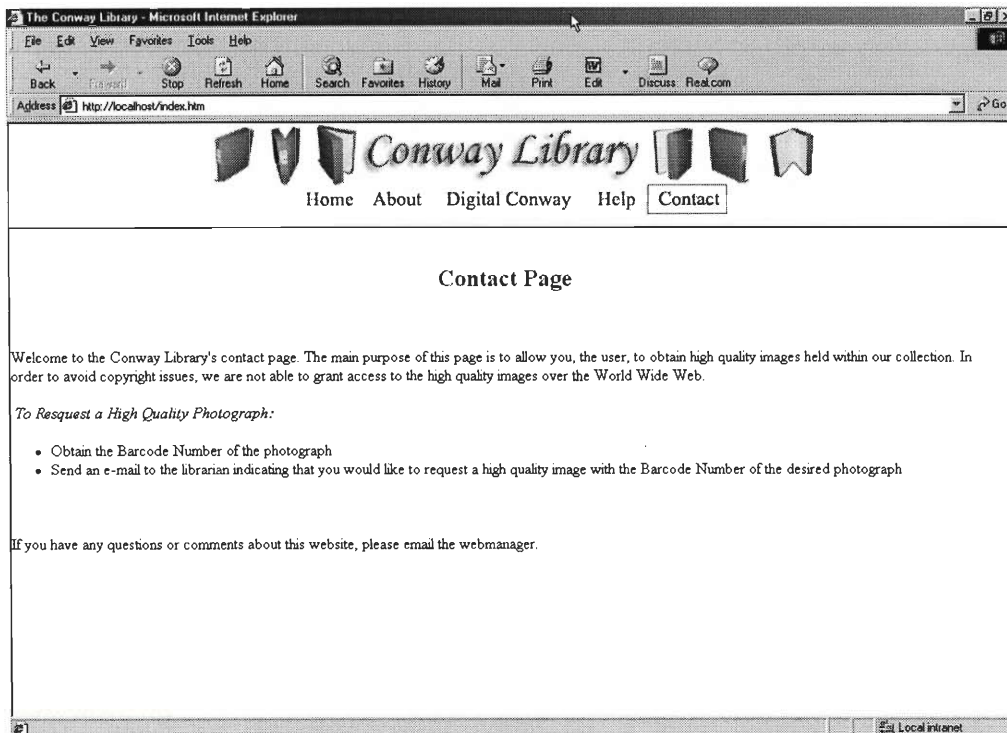 The Conway Library - Microsoft Internet Explorer
File Edit View Favorites Tools Help
Back Forward Stop Refresh Home Search Favorites History Mail Print Edit Discuss Real.com
Address http://localhost/index.htm Go
Conway Library
Home About Digital Conway Help Contact
Contact Page
Welcome to the Conway Library's contact page. The main purpose of this page is to allow you, the user, to obtain high quality images held within our collection. In
order to avoid copyright issues, we are not able to grant access to the high quality images over the World Wide Web.
To Resquest a High Quality Photograph:
• Obtain the Barcode Number of the photograph
• Send an e-mail to the librarian indicating that you would like to request a high quality image with the Barcode Number of the desired photograph
If you have any questions or comments about this website, please email the webmanager.
Local intranet